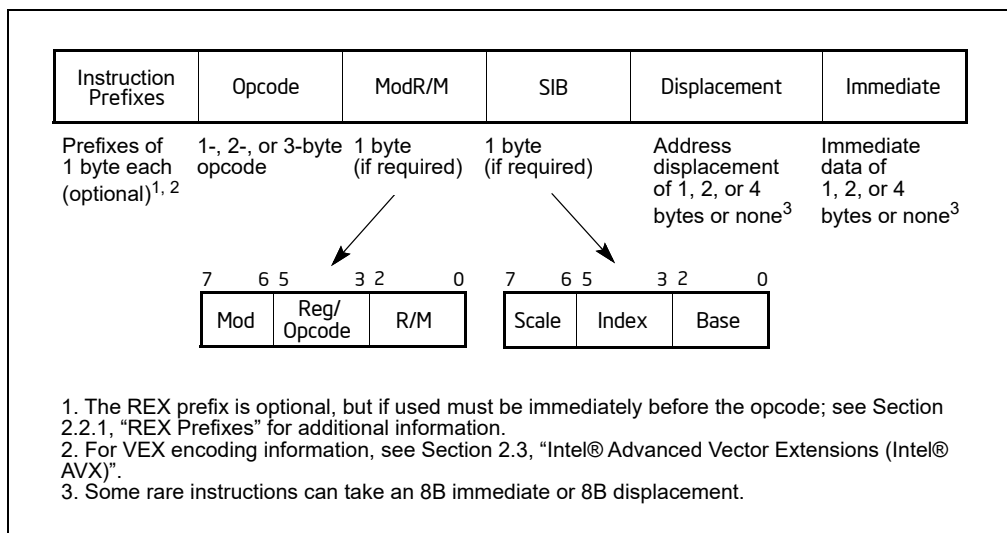 Instruction Prefixes Opcode ModR/M SIB Displacement Immediate
Prefixes of 1 byte each (optional)1, 2
1-, 2-, or 3-byte opcode
1 byte (if required)
1 byte (if required)
Address displacement of 1, 2, or 4 bytes or none3
Immediate data of 1, 2, or 4 bytes or none3
7 6 5 3 2 0
Mod Reg/Opcode R/M
7 6 5 3 2 0
Scale Index Base
1. The REX prefix is optional, but if used must be immediately before the opcode; see Section
2.2.1, “REX Prefixes” for additional information.
2. For VEX encoding information, see Section 2.3, “Intel® Advanced Vector Extensions (Intel®
AVX)”.
3. Some rare instructions can take an 8B immediate or 8B displacement.